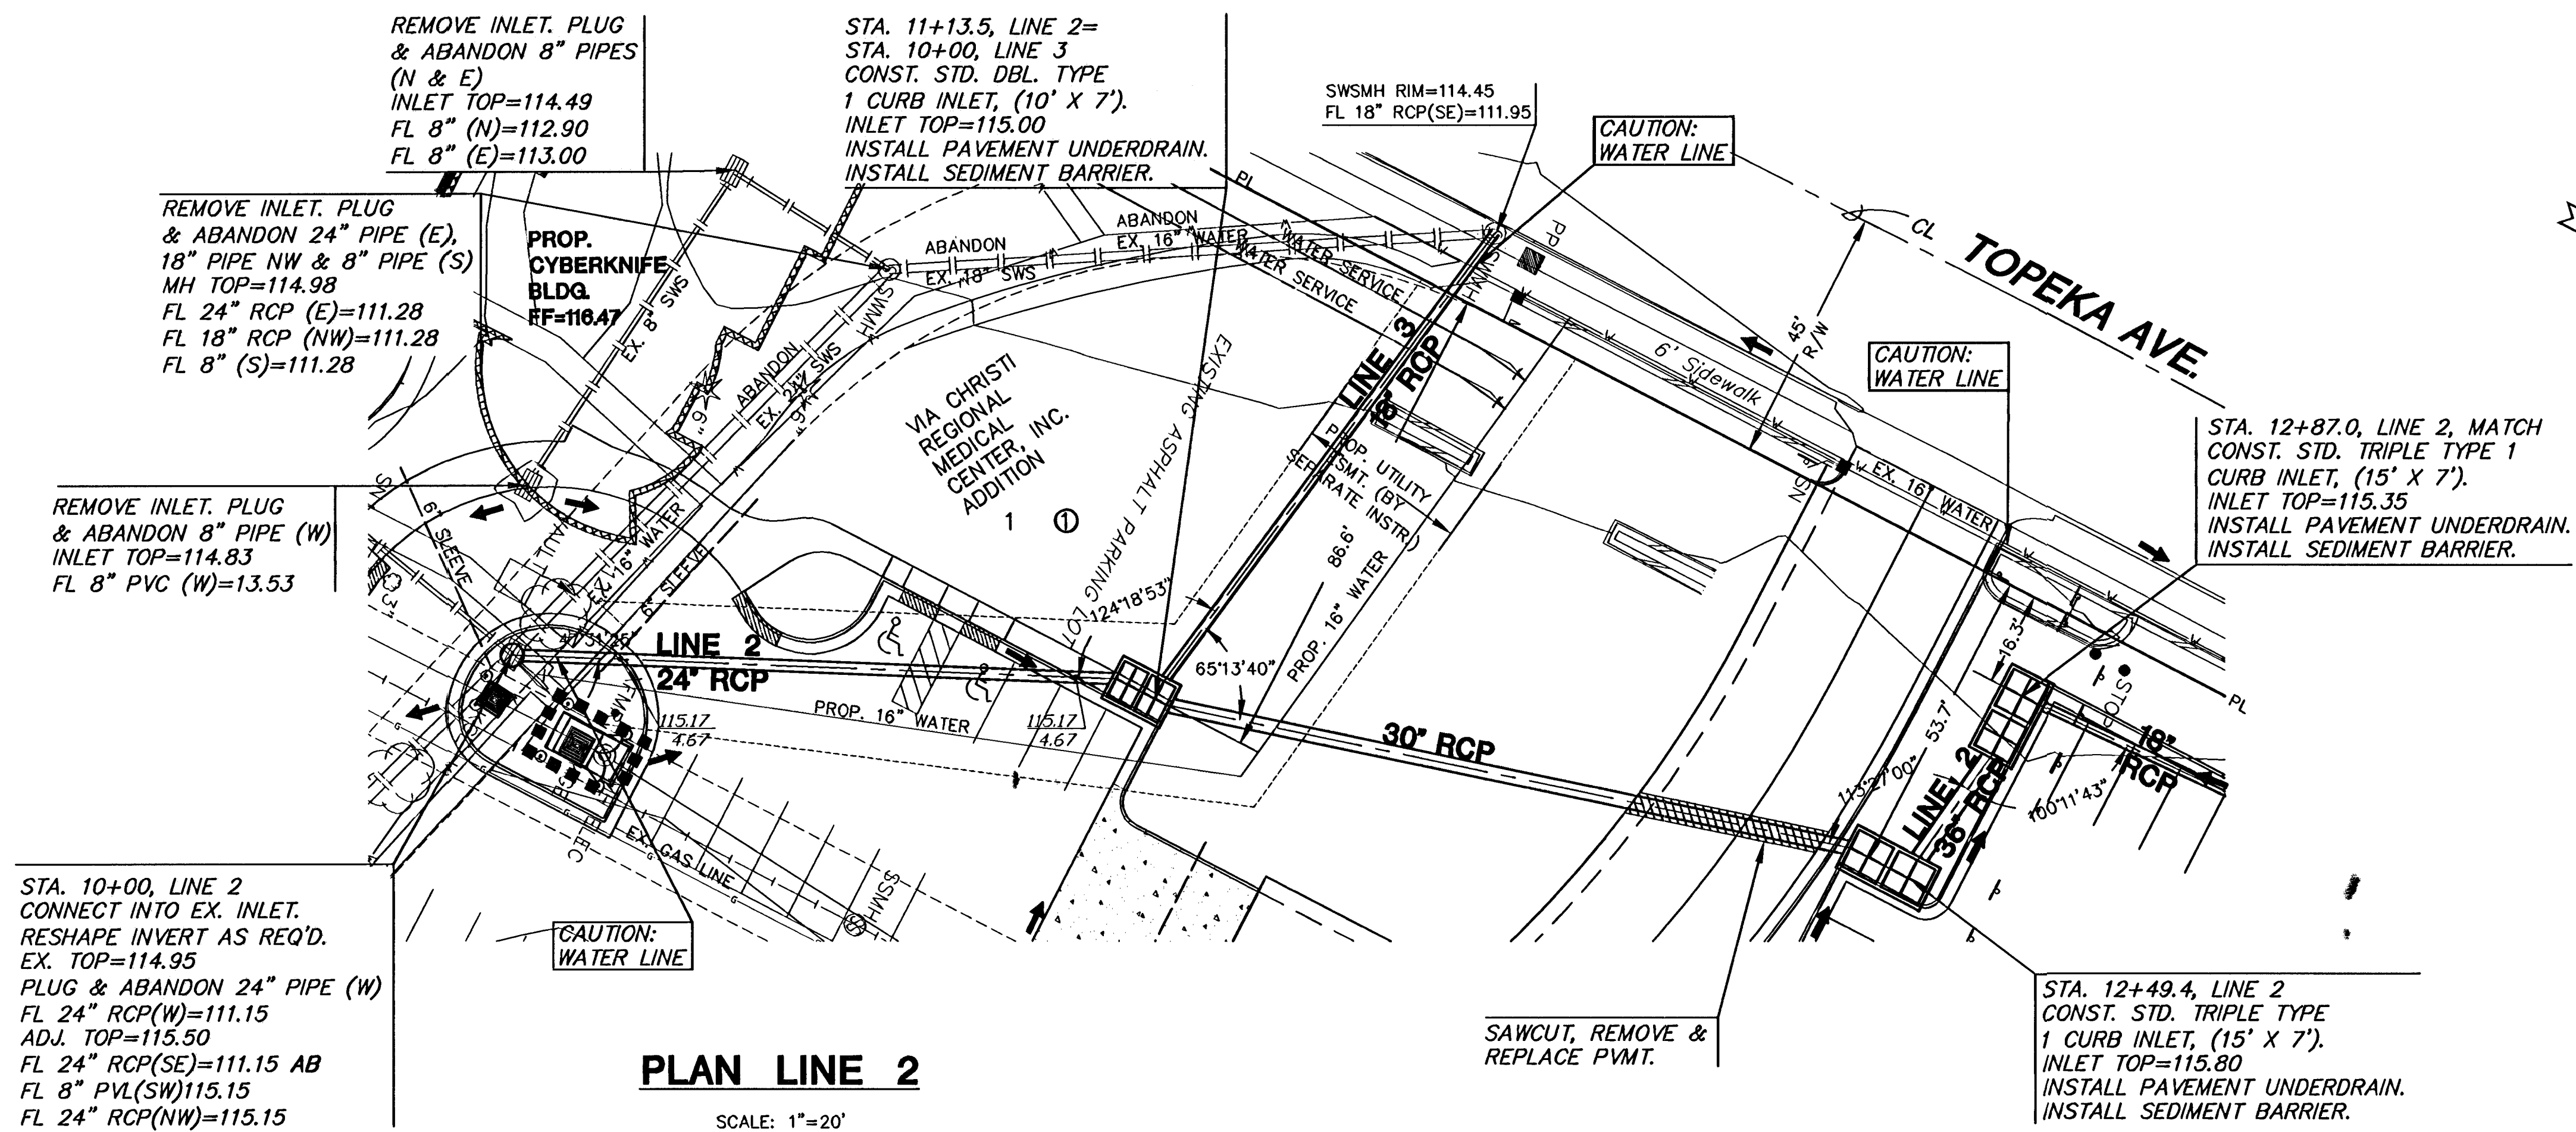 REMOVE INLET. PLUG
& ABANDON 8" PIPES
(N & E)
INLET TOP=114.49
FL 8" (N)=112.90
FL 8" (E)=113.00
STA. 11+13.5, LINE 2=
STA. 10+00, LINE 3
CONST. STD. DBL. TYPE
1 CURB INLET, (10' X 7').
INLET TOP=115.00
INSTALL PAVEMENT UNDERDRAIN.
INSTALL SEDIMENT BARRIER.
SWSMH RIM=114.45
FL 18" RCP(SE)=111.95
CAUTION:
WATER LINE
REMOVE INLET. PLUG
& ABANDON 24" PIPE (E),
18" PIPE NW & 8" PIPE (S)
MH TOP=114.98
FL 24" RCP (E)=111.28
FL 18" RCP (NW)=111.28
FL 8" (S)=111.28
PROP.
CYBERKNIFE
BLDG.
FF=116.47
EX. 8" SWS
SWMH
ABANDON
EX. 18" SWS
ABANDON
EX. 16" WATER
WATER SERVICE
WATER SERVICE
PL
SWMH
PP
CL
TOPEKA AVE.
45'
R/W
6' Sidewalk
CAUTION:
WATER LINE
ABANDON
EX. 24" SWS
VIA CHRISTI
REGIONAL
MEDICAL
CENTER, INC.
ADDITION
1 1
EXISTING ASPHALT PARKING LOT
LINE 3
18" RCP
PROP. UTILITY
ESMT. (BY
SEPARATE INSTR.)
86.6'
PROP. 16" WATER
EX. 16" WATER
STA. 12+87.0, LINE 2, MATCH
CONST. STD. TRIPLE TYPE 1
CURB INLET, (15' X 7').
INLET TOP=115.35
INSTALL PAVEMENT UNDERDRAIN.
INSTALL SEDIMENT BARRIER.
REMOVE INLET. PLUG
& ABANDON 8" PIPE (W)
INLET TOP=114.83
FL 8" PVC (W)=13.53
6" SLEEVE
EX. 16" WATER
6" SLEEVE
124°18'53"
65°13'40"
LINE 2
24" RCP
PROP. 16" WATER
115.17
4.67
115.17
4.67
30" RCP
16.3'
53.7'
113°27'00"
LINE 2
36" RCP
100°11'43"
STOP
18"
RCP
PL
EX. GAS LINE
ELEC
SSMH
CAUTION:
WATER LINE
STA. 10+00, LINE 2
CONNECT INTO EX. INLET.
RESHAPE INVERT AS REQ'D.
EX. TOP=114.95
PLUG & ABANDON 24" PIPE (W)
FL 24" RCP(W)=111.15
ADJ. TOP=115.50
FL 24" RCP(SE)=111.15 AB
FL 8" PVL(SW)115.15
FL 24" RCP(NW)=115.15
SAWCUT, REMOVE &
REPLACE PVMT.
STA. 12+49.4, LINE 2
CONST. STD. TRIPLE TYPE
1 CURB INLET, (15' X 7').
INLET TOP=115.80
INSTALL PAVEMENT UNDERDRAIN.
INSTALL SEDIMENT BARRIER.
PLAN LINE 2
SCALE: 1"=20'